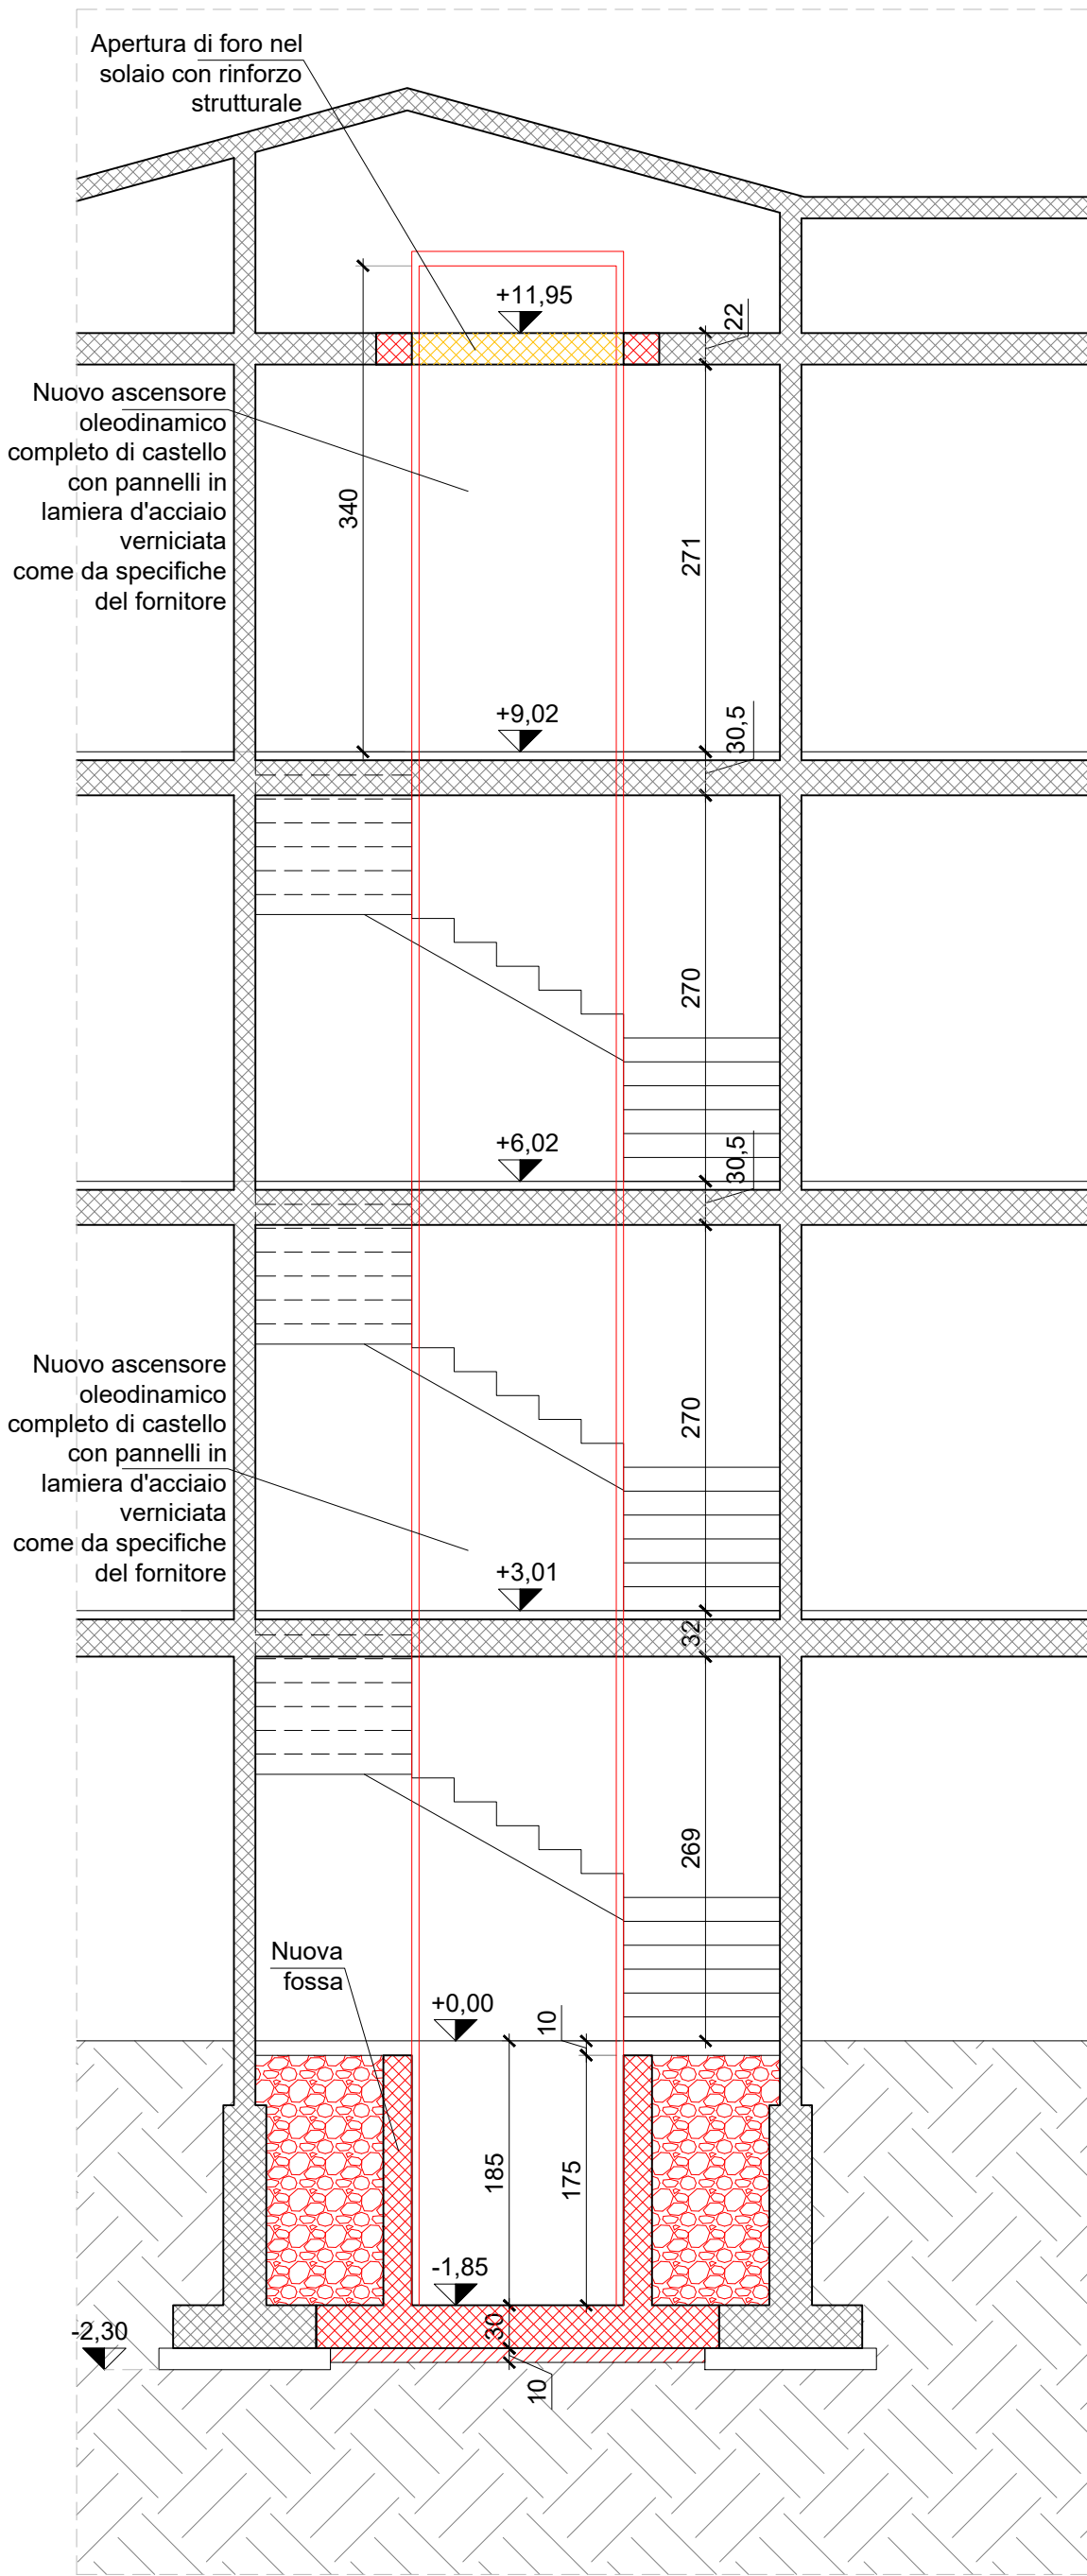 Apertura di foro nel
solaio con rinforzo
strutturale
+11,95
22
Nuovo ascensore
oleodinamico
completo di castello
con pannelli in
lamiera d'acciaio
verniciata
come da specifiche
del fornitore
340
271
+9,02
30,5
270
+6,02
30,5
270
Nuovo ascensore
oleodinamico
completo di castello
con pannelli in
lamiera d'acciaio
verniciata
come da specifiche
del fornitore
+3,01
32
269
Nuova
fossa
+0,00
10
185
175
-1,85
-2,30
30
10